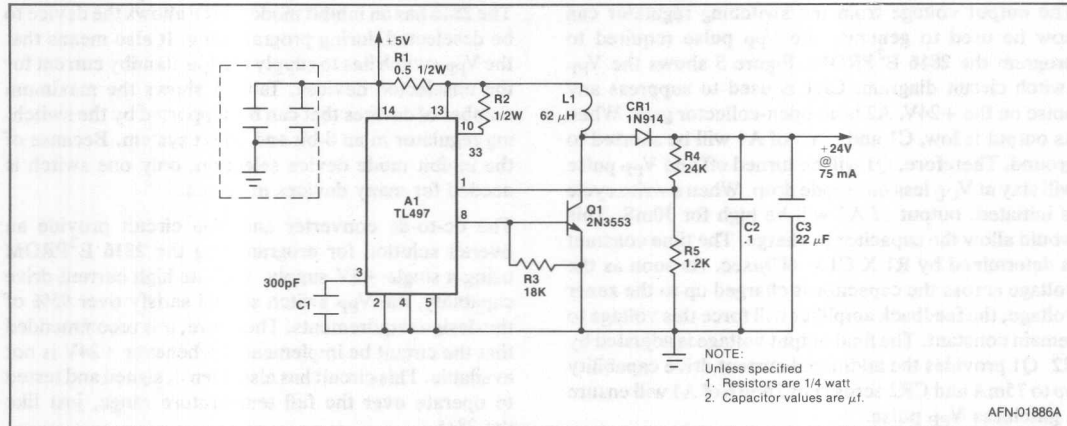 +5V
R1
0.5 1/2W
14
13
10
R2
1/2W
33
A1
TL497
8
3
300pF
C1
2
4
5
R3
18K
L1
62 μH
CR1
1N914
Q1
2N3553
R4
24K
R5
1.2K
C2
.1
C3
22 μF
+24V
@
75 mA
NOTE:
Unless specified
1. Resistors are 1/4 watt
2. Capacitor values are μf.
AFN-01886A